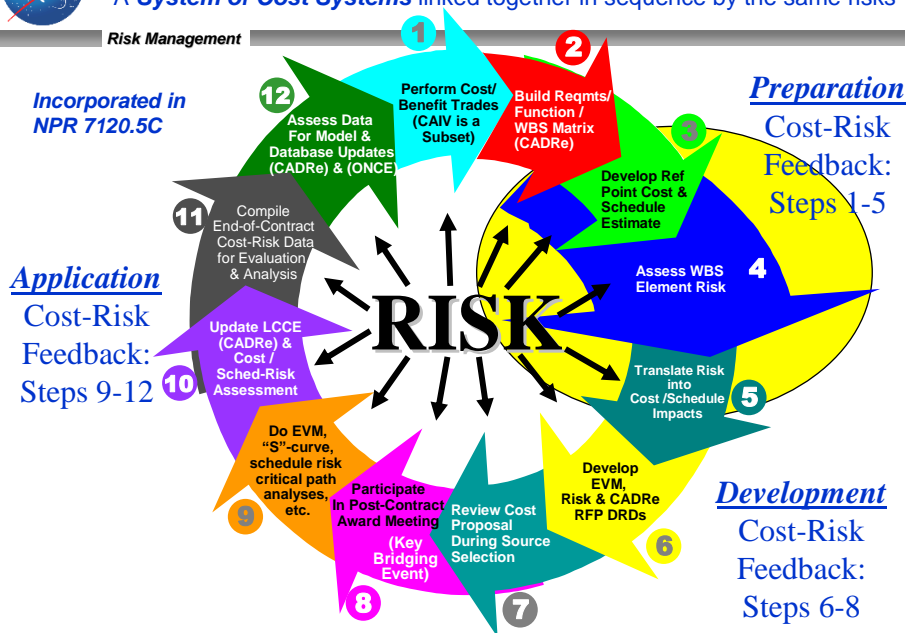 A System of Cost Systems linked together in sequence by the same risks
Risk Management
Incorporated in
NPR 7120.5C
1
Perform Cost/
Benefit Trades
(CAIV is a
Subset)
2
Build Reqmts/
Function /
WBS Matrix
(CADRe)
3
Develop Ref
Point Cost &
Schedule
Estimate
Preparation
Cost-Risk
Feedback:
Steps 1-5
4
Assess WBS
Element Risk
5
Translate Risk
into
Cost /Schedule
Impacts
6
Develop
EVM,
Risk & CADRe
RFP DRDs
Development
Cost-Risk
Feedback:
Steps 6-8
7
Review Cost
Proposal
During Source
Selection
8
Participate
In Post-Contract
Award Meeting
(Key
Bridging
Event)
9
Do EVM,
“S”-curve,
schedule risk
critical path
analyses,
etc.
10
Update LCCE
(CADRe) &
Cost /
Sched-Risk
Assessment
Application
Cost-Risk
Feedback:
Steps 9-12
11
Compile
End-of-Contract
Cost-Risk Data
for Evaluation
& Analysis
12
Assess Data
For Model &
Database Updates
(CADRe) & (ONCE)
RISK